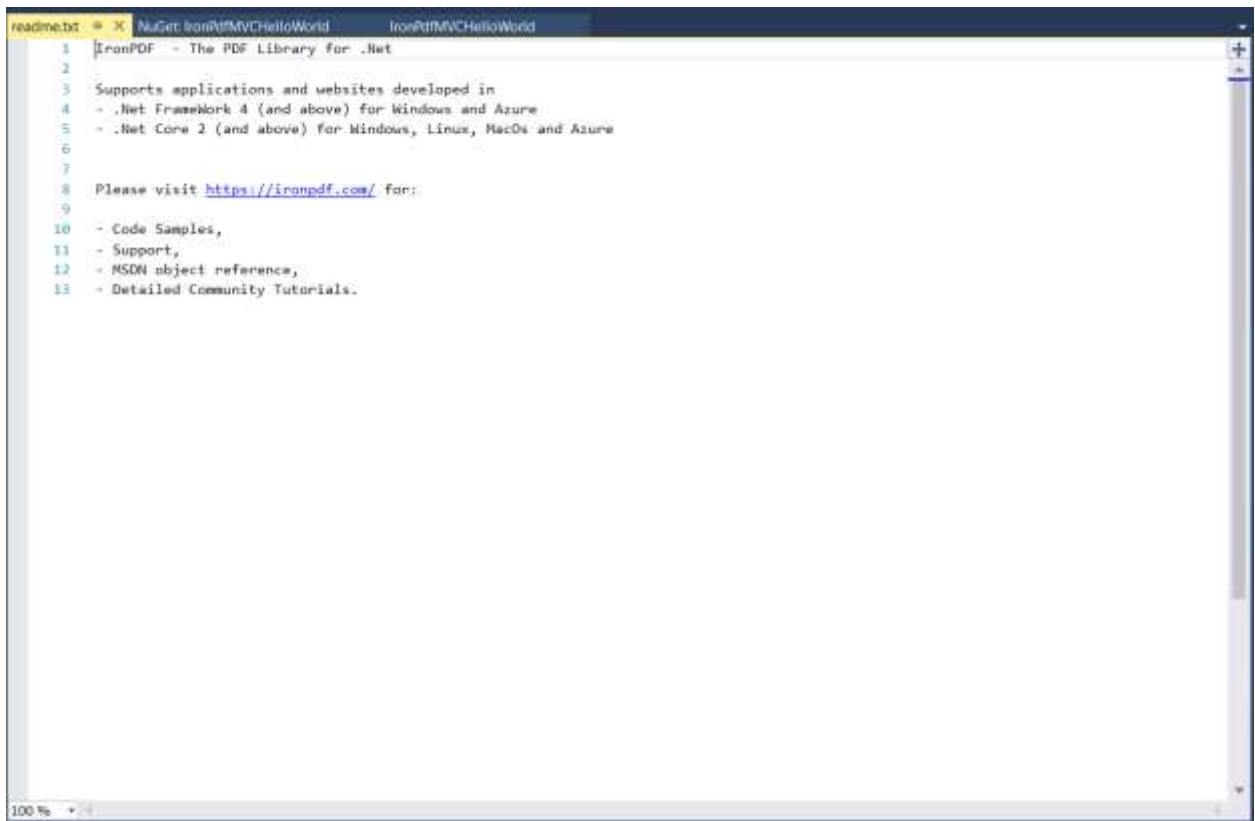 readme.txt NuGet: IronPdfMVCHelloWorld IronPdfMVCHelloWorld
1 IronPDF  - The PDF Library for .Net
2
3 Supports applications and websites developed in
4 - .Net FrameWork 4 (and above) for Windows and Azure
5 - .Net Core 2 (and above) for Windows, Linux, MacOs and Azure
6
7
8 Please visit https://ironpdf.com/ for:
9
10 - Code Samples,
11 - Support,
12 - MSDN object reference,
13 - Detailed Community Tutorials.
100 %